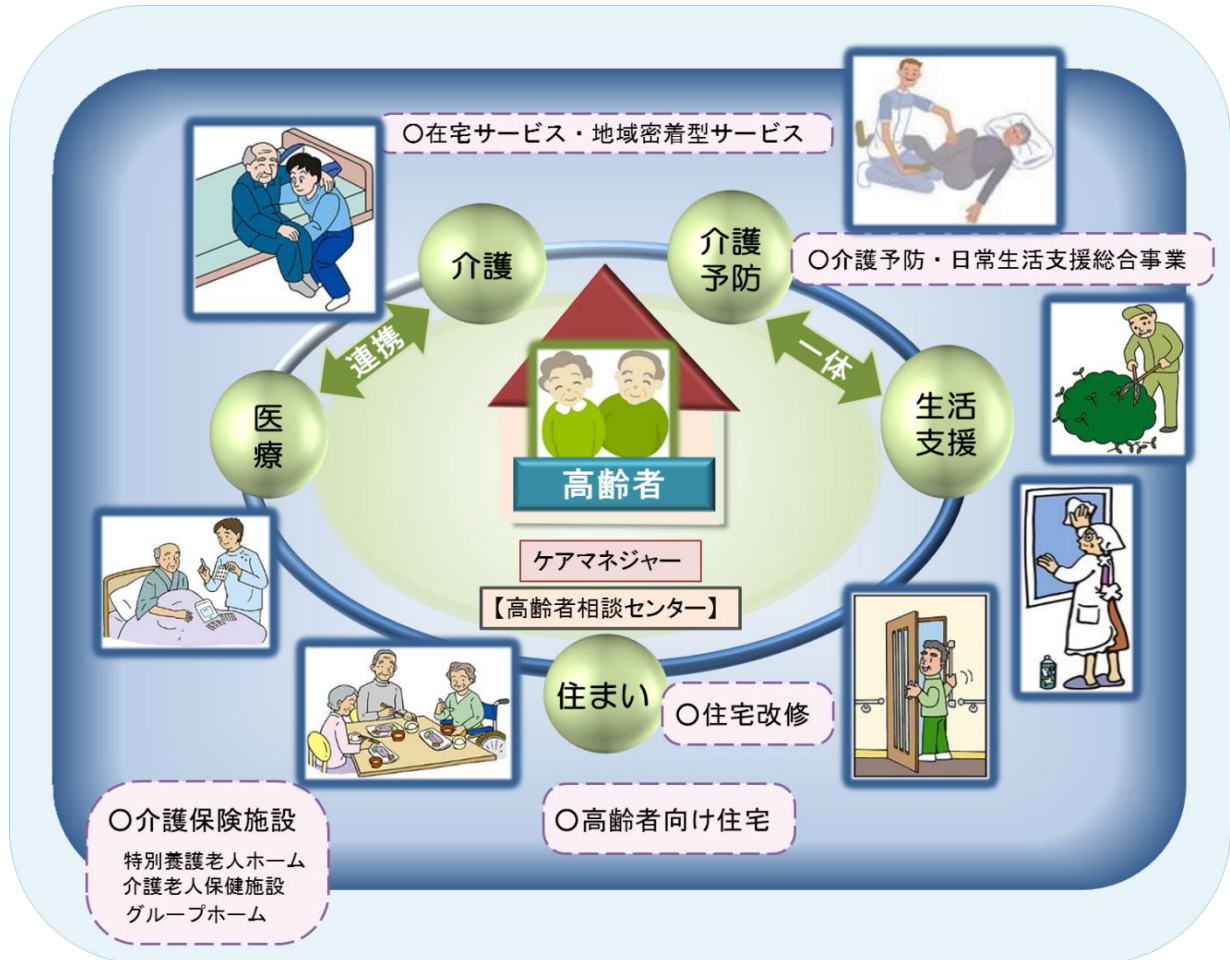 〇在宅サービス・地域密着型サービス
介護
介護
予防
〇介護予防・日常生活支援総合事業
連携
一体
医
療
生活
支援
高齢者
ケアマネジャー
【高齢者相談センター】
住まい
〇住宅改修
〇介護保険施設
特別養護老人ホーム
介護老人保健施設
グループホーム
〇高齢者向け住宅